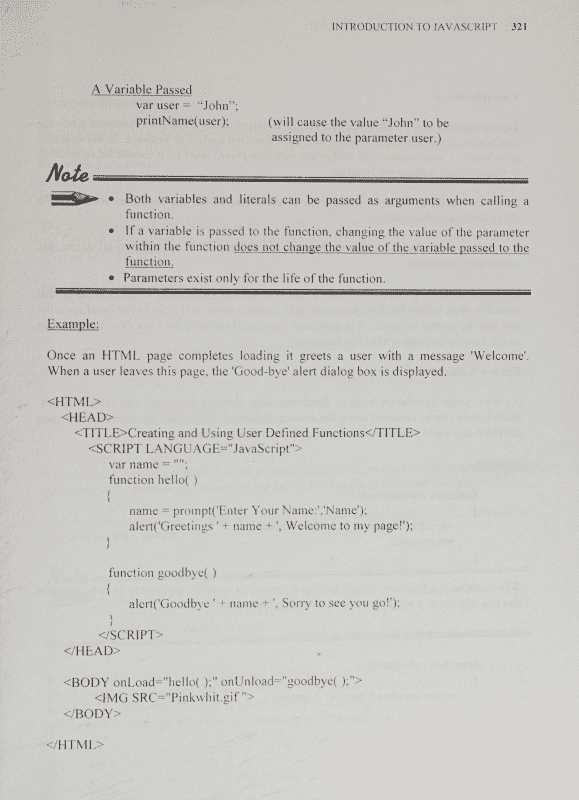 INTRODUCTION TO JAVASCRIPT 321
A Variable Passed
var user = “John”;
printName(user); (will cause the value “John” to be
assigned to the parameter user.)
Note
• Both variables and literals can be passed as arguments when calling a
function.
• If a variable is passed to the function, changing the value of the parameter
within the function does not change the value of the variable passed to the
function.
• Parameters exist only for the life of the function.
Example:
Once an HTML page completes loading it greets a user with a message 'Welcome'.
When a user leaves this page, the 'Good-bye' alert dialog box is displayed.
<HTML>
<HEAD>
<TITLE>Creating and Using User Defined Functions</TITLE>
<SCRIPT LANGUAGE="JavaScript">
var name = "";
function hello( )
{
name = prompt('Enter Your Name:','Name');
alert('Greetings ' + name + ', Welcome to my page!');
}
function goodbye( )
{
alert('Goodbye ' + name + ', Sorry to see you go!');
}
</SCRIPT>
</HEAD>
<BODY onLoad="hello( );" onUnload="goodbye( );">
<IMG SRC="Pinkwhit.gif ">
</BODY>
</HTML>